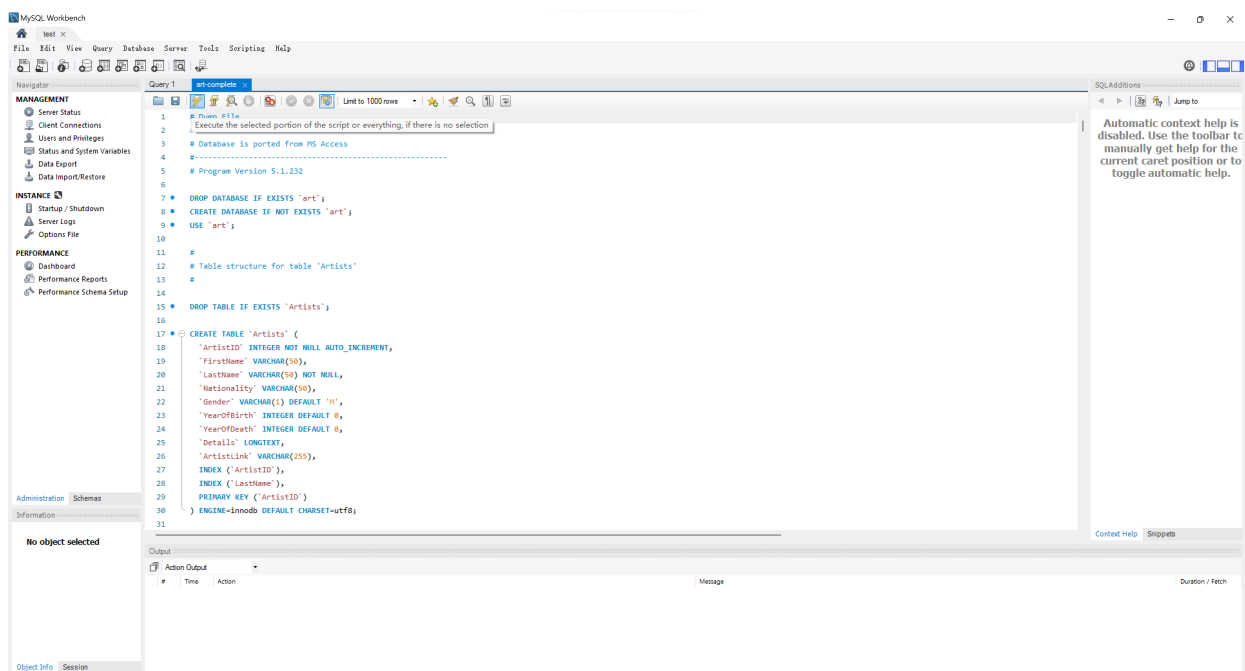 MySQL Workbench
test
File Edit View Query Database Server Tools Scripting Help
Navigator
MANAGEMENT
Server Status
Client Connections
Users and Privileges
Status and System Variables
Data Export
Data Import/Restore
INSTANCE
Startup / Shutdown
Server Logs
Options File
PERFORMANCE
Dashboard
Performance Reports
Performance Schema Setup
Administration Schemas
Information
No object selected
Object Info Session
Query 1 art-complete
Limit to 1000 rows
1 # Dump File
Execute the selected portion of the script or everything, if there is no selection
2 #
3 # Database is ported from MS Access
4 #--------------------------------------------------------
5 # Program Version 5.1.232
6
7 DROP DATABASE IF EXISTS `art`;
8 CREATE DATABASE IF NOT EXISTS `art`;
9 USE `art`;
10
11 #
12 # Table structure for table 'Artists'
13 #
14
15 DROP TABLE IF EXISTS `Artists`;
16
17 CREATE TABLE `Artists` (
18 `ArtistID` INTEGER NOT NULL AUTO_INCREMENT,
19 `FirstName` VARCHAR(50),
20 `LastName` VARCHAR(50) NOT NULL,
21 `Nationality` VARCHAR(50),
22 `Gender` VARCHAR(1) DEFAULT 'M',
23 `YearOfBirth` INTEGER DEFAULT 0,
24 `YearOfDeath` INTEGER DEFAULT 0,
25 `Details` LONGTEXT,
26 `ArtistLink` VARCHAR(255),
27 INDEX (`ArtistID`),
28 INDEX (`LastName`),
29 PRIMARY KEY (`ArtistID`)
30 ) ENGINE=innodb DEFAULT CHARSET=utf8;
31
Output
Action Output
# Time Action Message Duration / Fetch
SQLAdditions
Jump to
Automatic context help is
disabled. Use the toolbar to
manually get help for the
current caret position or to
toggle automatic help.
Context Help Snippets